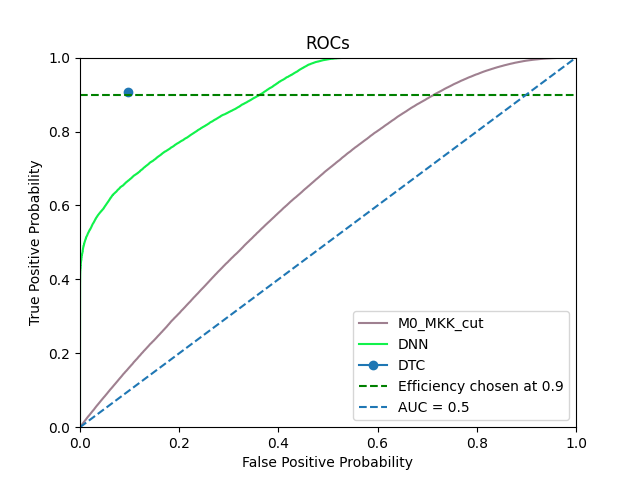 ROCs
1.0
0.8
0.6
0.4
0.2
0.0
True Positive Probability
M0_MKK_cut
DNN
DTC
Efficiency chosen at 0.9
AUC = 0.5
0.0 0.2 0.4 0.6 0.8 1.0
False Positive Probability